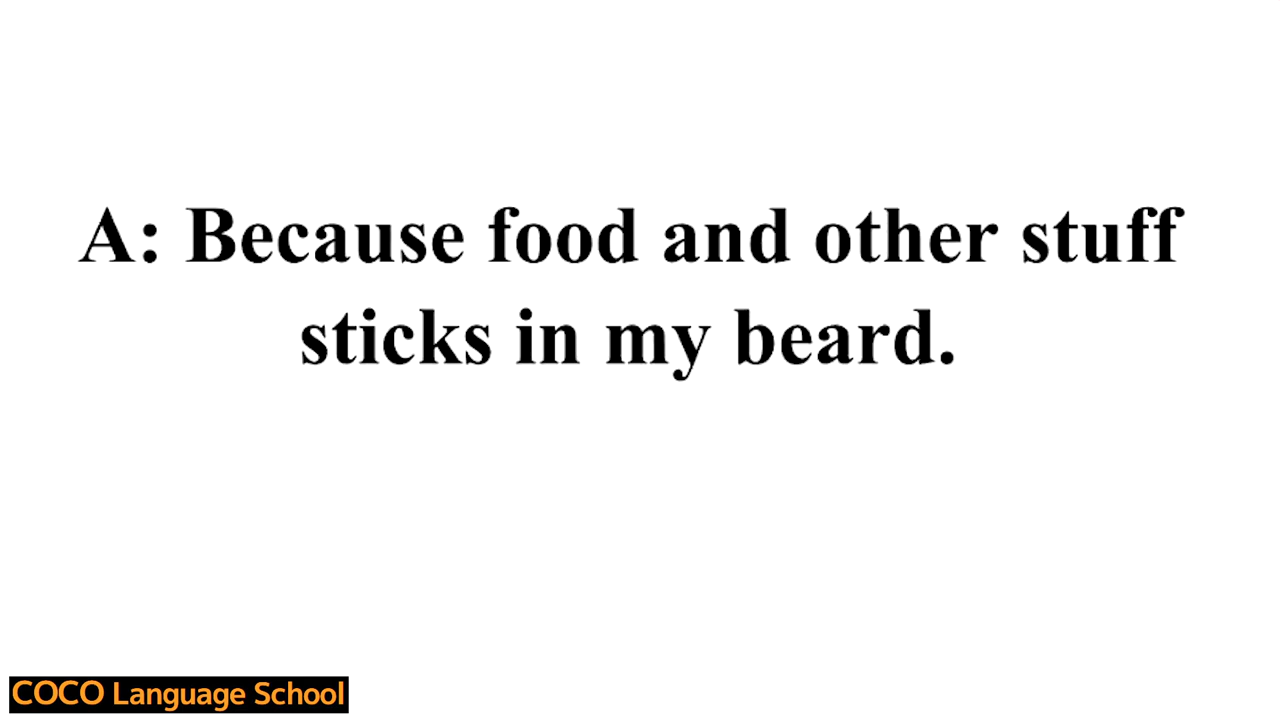 A: Because food and other stuff
sticks in my beard.
COCO Language School